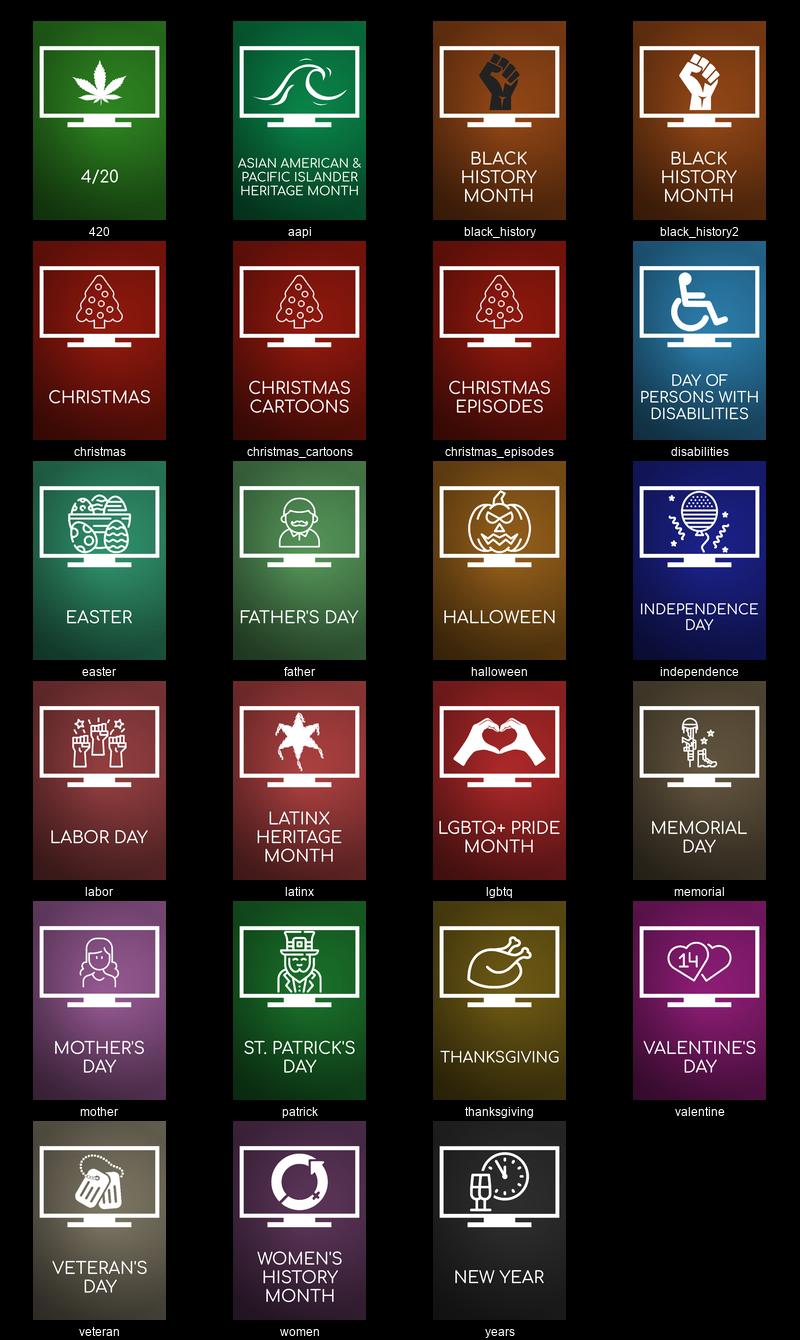 4/20
420
ASIAN AMERICAN &
PACIFIC ISLANDER
HERITAGE MONTH
aapi
BLACK
HISTORY
MONTH
black_history
BLACK
HISTORY
MONTH
black_history2
CHRISTMAS
christmas
CHRISTMAS
CARTOONS
christmas_cartoons
CHRISTMAS
EPISODES
christmas_episodes
DAY OF
PERSONS WITH
DISABILITIES
disabilities
EASTER
easter
FATHER'S DAY
father
HALLOWEEN
halloween
INDEPENDENCE
DAY
independence
LABOR DAY
labor
LATINX
HERITAGE
MONTH
latinx
LGBTQ+ PRIDE
MONTH
lgbtq
MEMORIAL
DAY
memorial
MOTHER'S
DAY
mother
ST. PATRICK'S
DAY
patrick
THANKSGIVING
thanksgiving
14
VALENTINE'S
DAY
valentine
VETERAN'S
DAY
veteran
WOMEN'S
HISTORY
MONTH
women
NEW YEAR
years